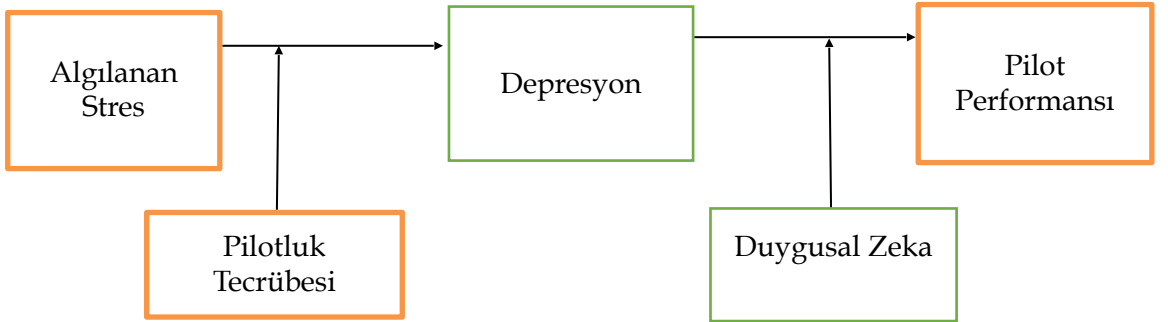 Algılanan
Stres
Depresyon
Pilot
Performansı
Pilotluk
Tecrübesi
Duygusal Zeka